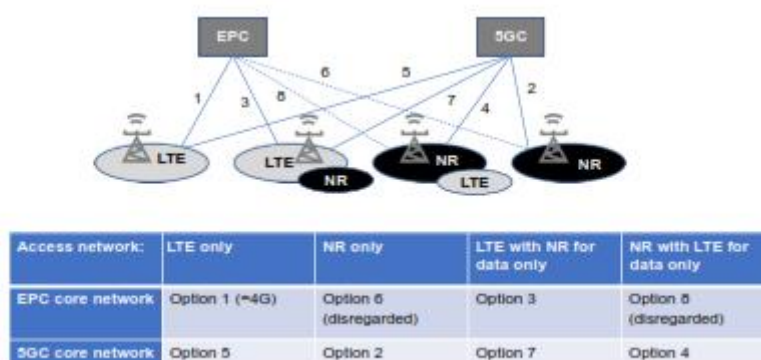 EPC 5GC
6 5
1 3 8 7 4 2
LTE LTE NR NR
NR LTE
Access network: LTE only NR only LTE with NR for data only NR with LTE for data only
EPC core network Option 1 (=4G) Option 6 (disregarded) Option 3 Option 8 (disregarded)
5GC core network Option 5 Option 2 Option 7 Option 4